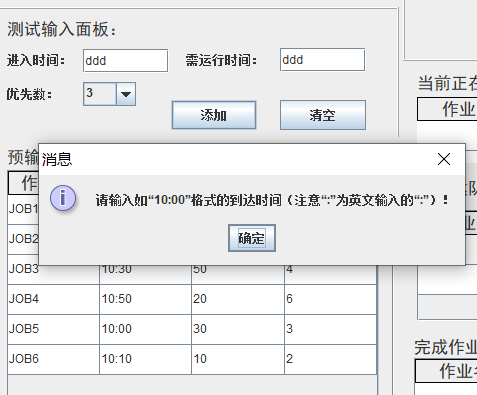 测试输入面板：
进入时间： ddd 需运行时间： ddd
优先数： 3
添加 清空
当前正在
作业
预输
作
消息
请输入如“10:00”格式的到达时间（注意“:”为英文输入的“:”）！
确定
JOB1
JOB2
JOB3 10:30 50 4
JOB4 10:50 20 6
JOB5 10:00 30 3
JOB6 10:10 10 2
队
业
完成作业
作业名